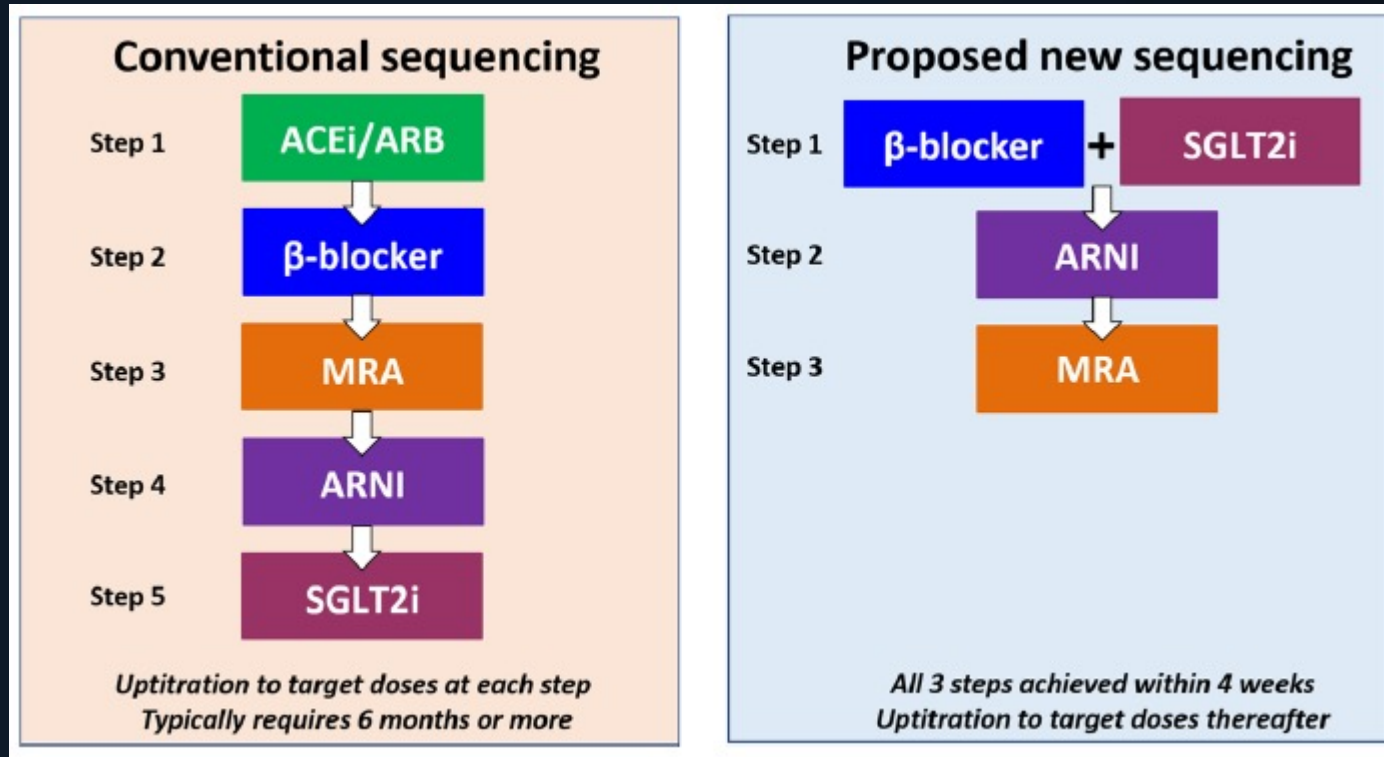 Conventional sequencing
Step 1
ACEi/ARB
Step 2
β-blocker
Step 3
MRA
Step 4
ARNI
Step 5
SGLT2i
Uptitration to target doses at each step
Typically requires 6 months or more
Proposed new sequencing
Step 1
β-blocker + SGLT2i
Step 2
ARNI
Step 3
MRA
All 3 steps achieved within 4 weeks
Uptitration to target doses thereafter